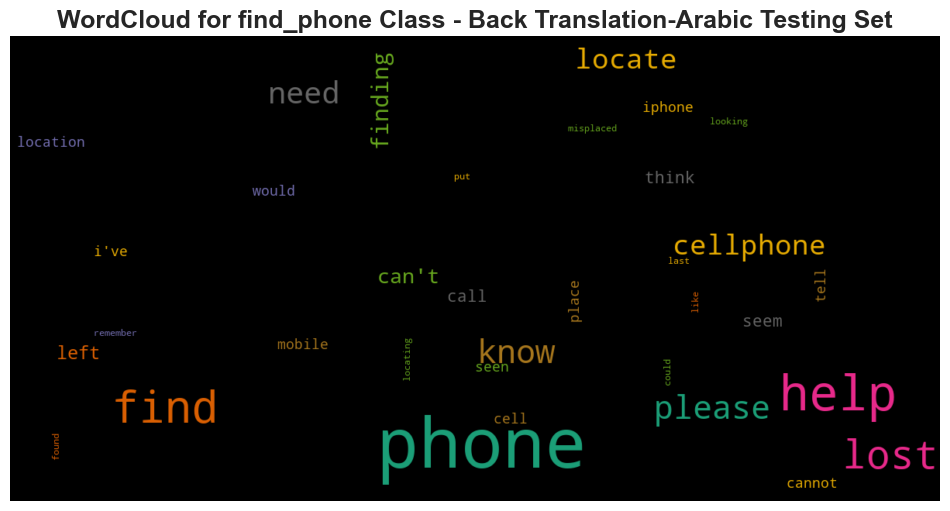 WordCloud for find_phone Class - Back Translation-Arabic Testing Set
locate
finding
need
iphone
looking
misplaced
location
put
think
would
cellphone
i've
last
can't
tell
call
place
like
seem
remember
mobile
left
locating
know
seen
could
find
help
please
cell
phone
found
lost
cannot